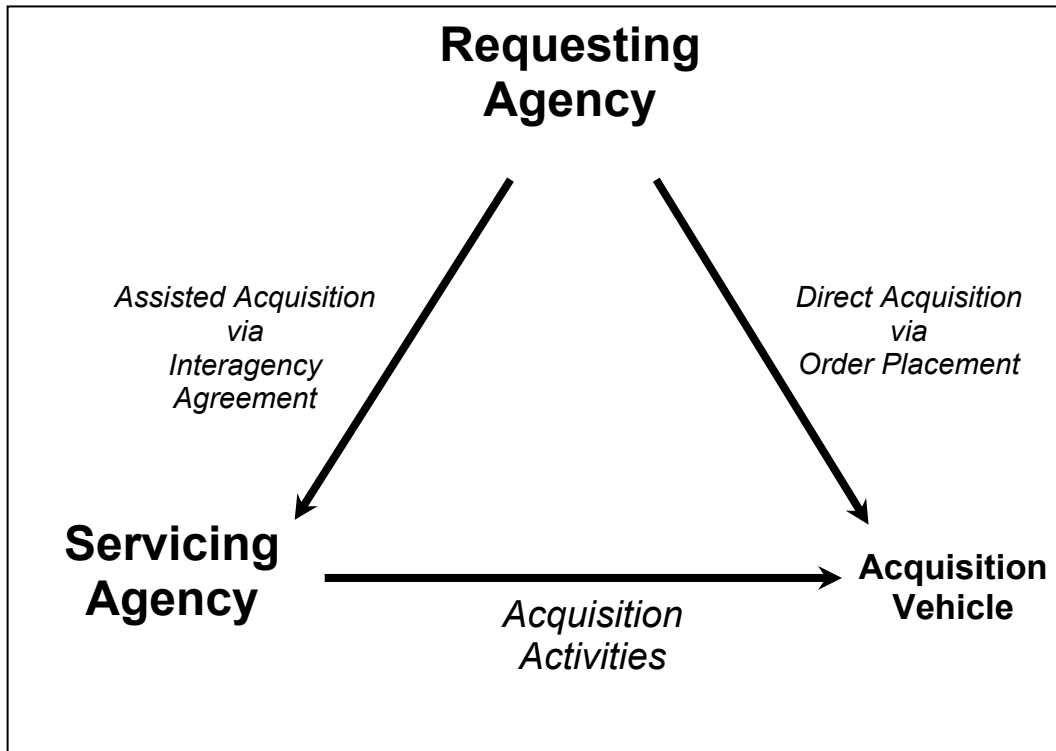 Requesting
Agency
Assisted Acquisition
via
Interagency
Agreement
Direct Acquisition
via
Order Placement
Servicing
Agency
Acquisition
Activities
Acquisition
Vehicle